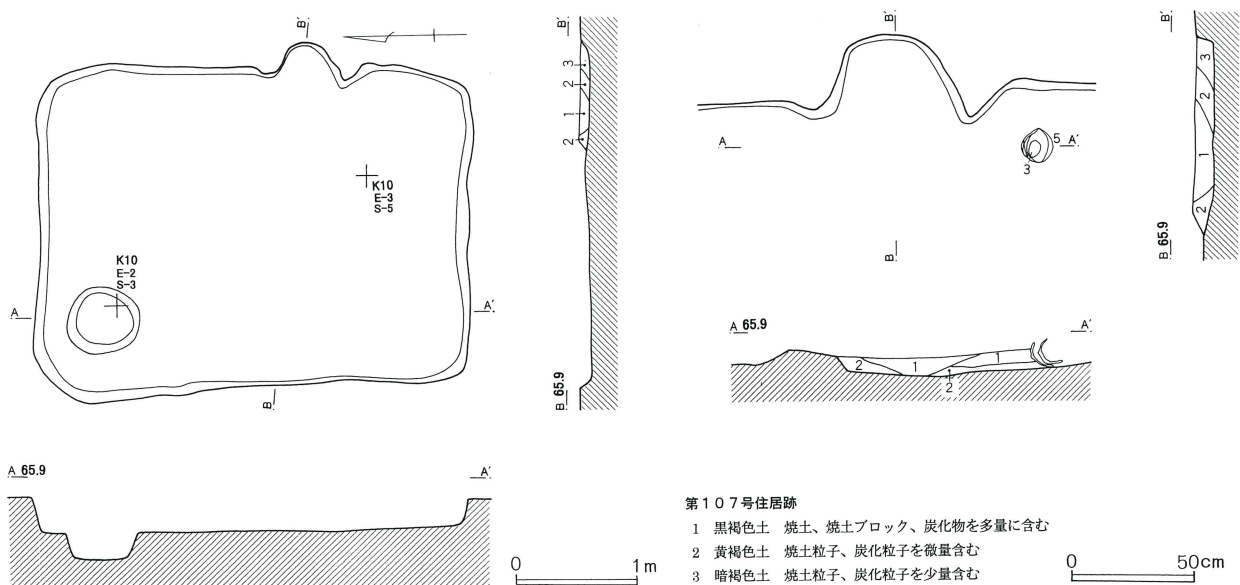 B'
K10
E-3
S-5
K10
E-2
S-3
A
A'
B
B'
3
2
1
2
B 65.9
A 65.9
A'
0
1m
B'
A
5
A'
3
B
B'
3
2
1
2
B 65.9
A 65.9
A'
2
1
1
2
第107号住居跡
1 黒褐色土 焼土、焼土ブロック、炭化物を多量に含む
2 黄褐色土 焼土粒子、炭化粒子を微量含む
3 暗褐色土 焼土粒子、炭化粒子を少量含む
0
50cm